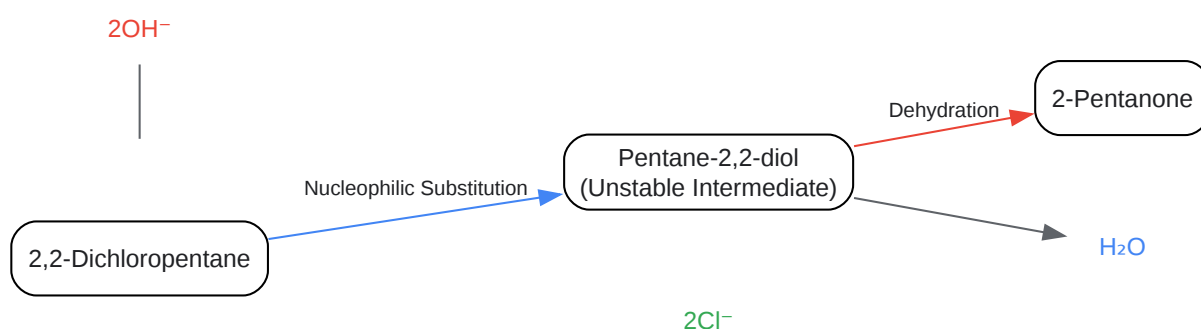 2OH⁻
2-Pentanone
Dehydration
Pentane-2,2-diol
(Unstable Intermediate)
Nucleophilic Substitution
2,2-Dichloropentane
H₂O
2Cl⁻